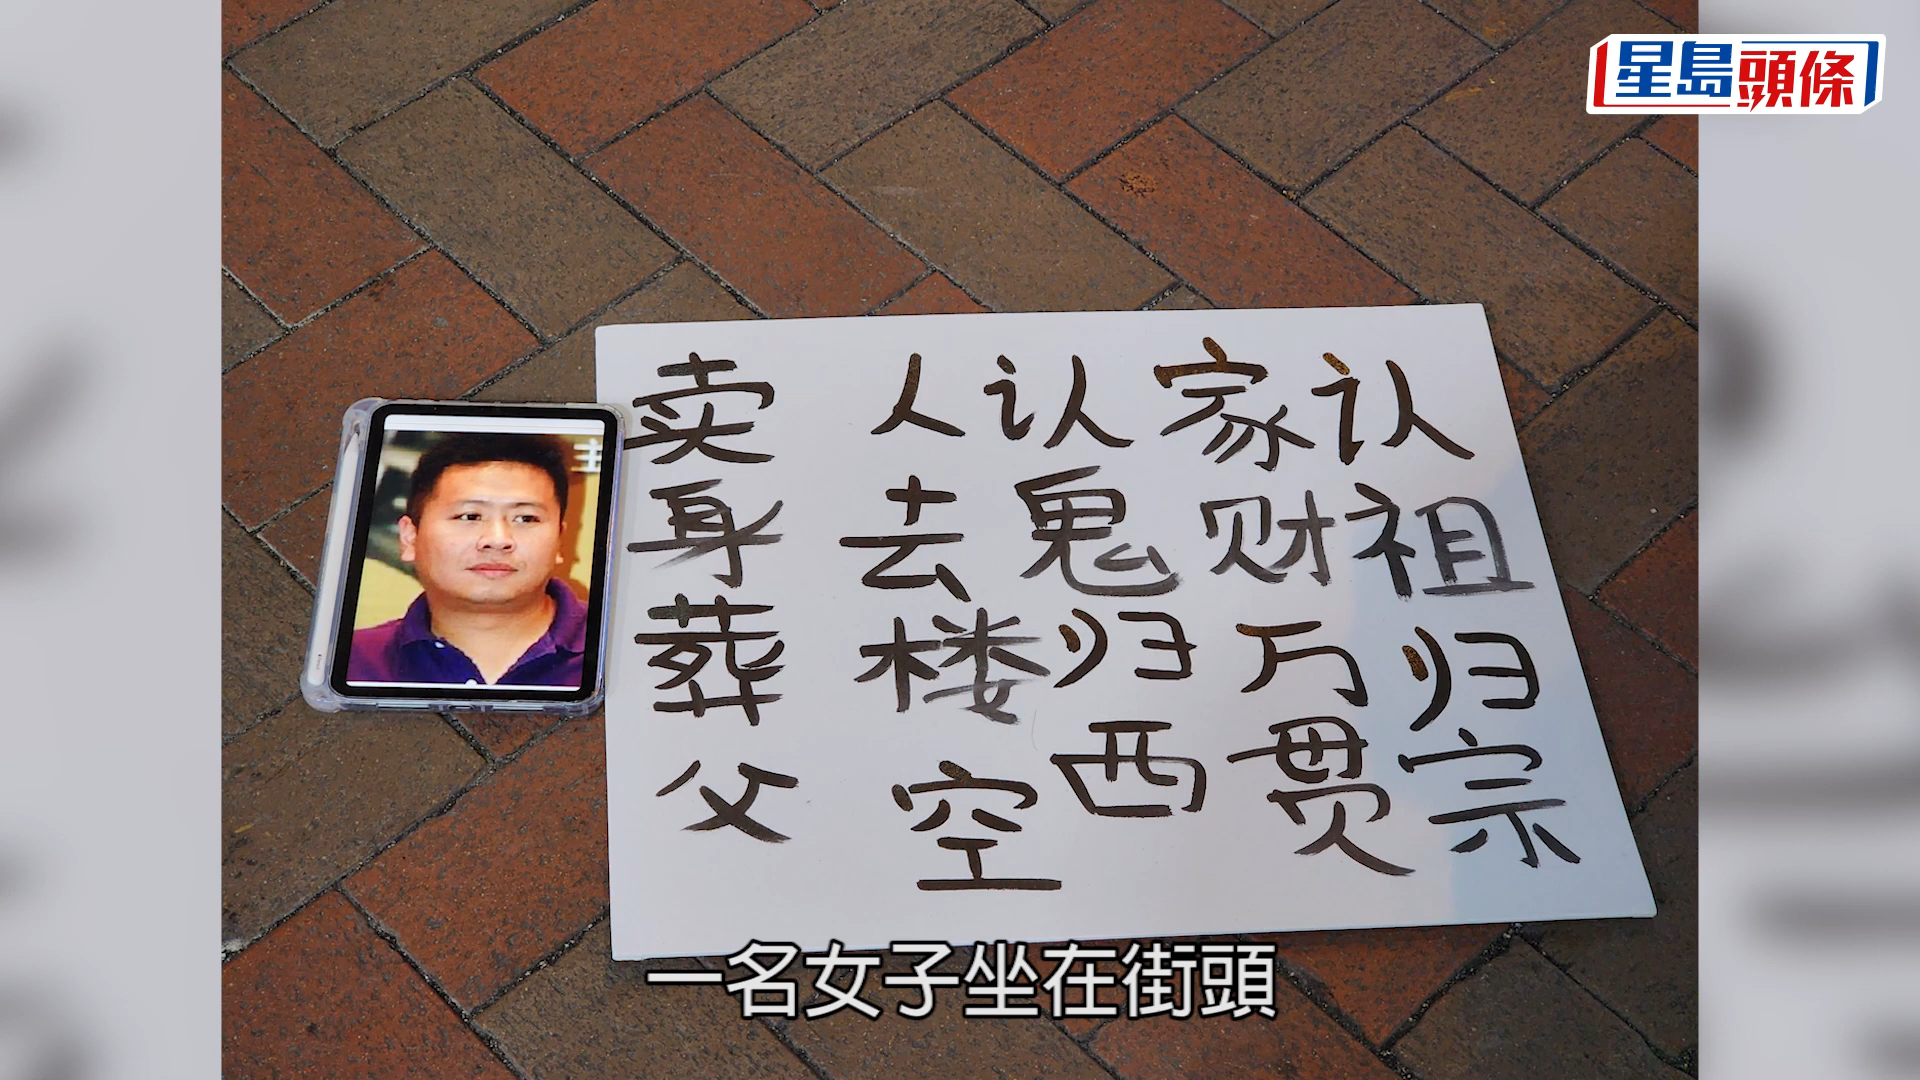 星島頭條
认祖归宗
家财万贯
认鬼归西
人去楼空
卖身葬父
一名女子坐在街頭